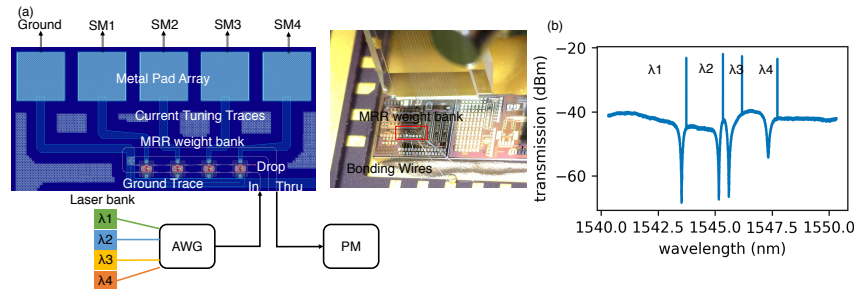 (a)
Ground SM1 SM2 SM3 SM4
Metal Pad Array
Current Tuning Traces
MRR weight bank
Drop
Ground Trace
In Thru
Laser bank
λ1
λ2
λ3
λ4
AWG
PM
MRR weight bank
Bonding Wires
(b)
transmission (dBm)
−20
−40
−60
λ1 λ2 λ3 λ4
1540.0 1542.5 1545.0 1547.5 1550.0
wavelength (nm)